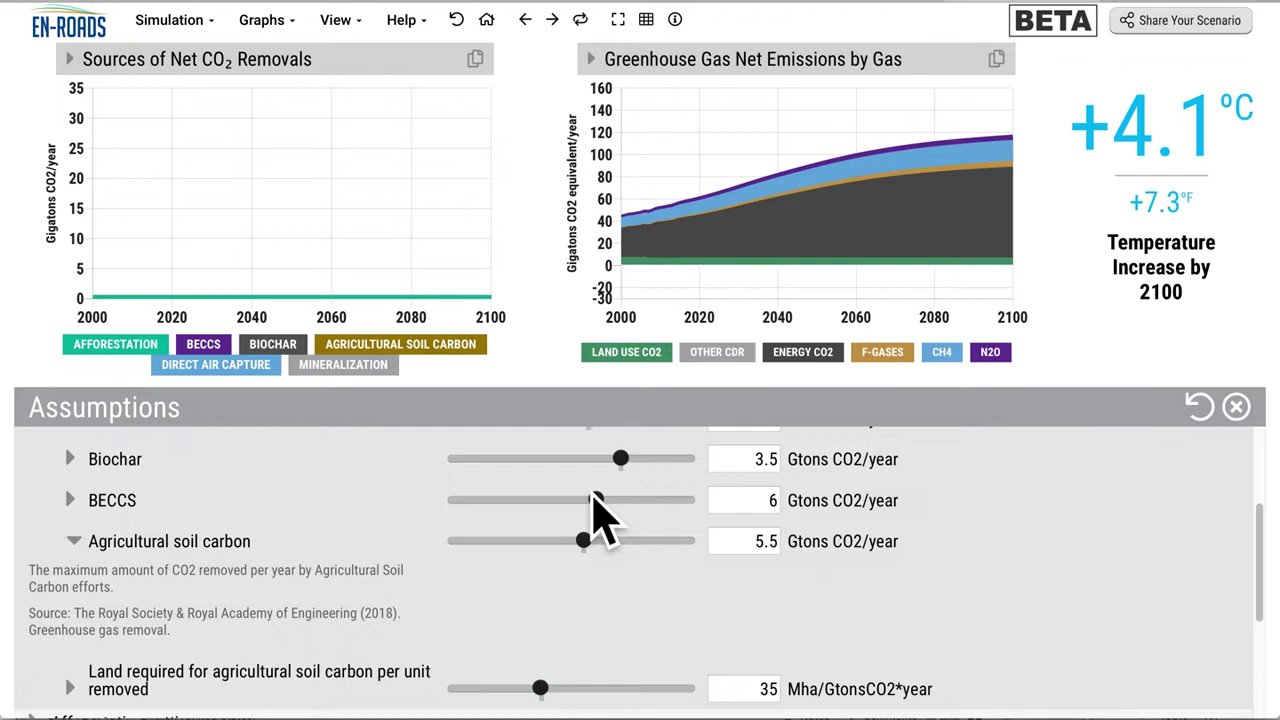 EN-ROADS
Simulation
Graphs
View
Help
BETA
Share Your Scenario
Sources of Net CO₂ Removals
35
30
25
20
15
10
5
0
Gigatons CO2/year
2000 2020 2040 2060 2080 2100
AFFORESTATION BECCS BIOCHAR AGRICULTURAL SOIL CARBON
DIRECT AIR CAPTURE MINERALIZATION
Greenhouse Gas Net Emissions by Gas
160
140
120
100
80
60
40
20
0
-20
-30
Gigatons CO2 equivalent/year
2000 2020 2040 2060 2080 2100
LAND USE CO2 OTHER CDR ENERGY CO2 F-GASES CH4 N2O
+4.1 ºC
+7.3 ºF
Temperature
Increase by
2100
Assumptions
Biochar 3.5 Gtons CO2/year
BECCS 6 Gtons CO2/year
Agricultural soil carbon 5.5 Gtons CO2/year
The maximum amount of CO2 removed per year by Agricultural Soil
Carbon efforts.
Source: The Royal Society & Royal Academy of Engineering (2018).
Greenhouse gas removal.
Land required for agricultural soil carbon per unit
removed 35 Mha/GtonsCO2*year